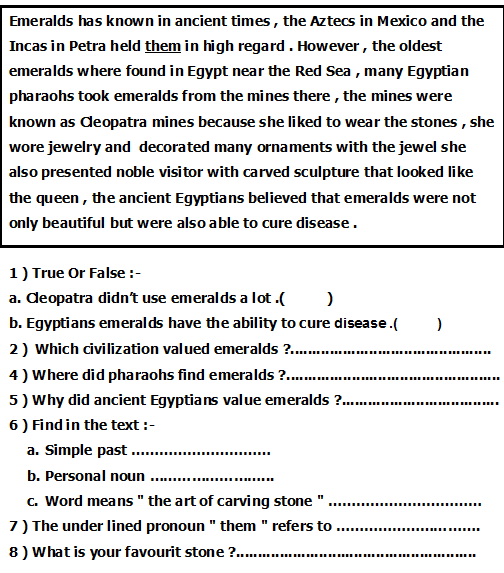 Emeralds has known in ancient times , the Aztecs in Mexico and the
Incas in Petra held them in high regard . However , the oldest
emeralds where found in Egypt near the Red Sea , many Egyptian
pharaohs took emeralds from the mines there , the mines were
known as Cleopatra mines because she liked to wear the stones , she
wore jewelry and decorated many ornaments with the jewel she
also presented noble visitor with carved sculpture that looked like
the queen , the ancient Egyptians believed that emeralds were not
only beautiful but were also able to cure disease .
1 ) True Or False :-
a. Cleopatra didn't use emeralds a lot .( )
b. Egyptians emeralds have the ability to cure disease .( )
2 ) Which civilization valued emeralds ?.............................................
4 ) Where did pharaohs find emeralds ?................................................
5 ) Why did ancient Egyptians value emeralds ?...................................
6 ) Find in the text :-
a. Simple past ..............................
b. Personal noun ...........................
c. Word means " the art of carving stone " .................................
7 ) The under lined pronoun " them " refers to ...............................
8 ) What is your favourit stone ?......................................................